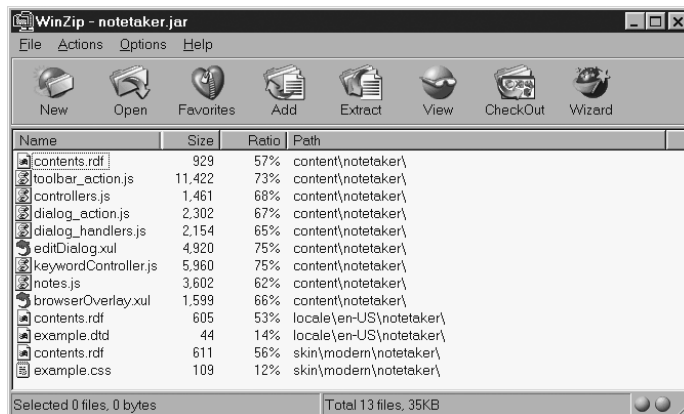 WinZip - notetaker.jar
File Actions Options Help
New Open Favorites Add Extract View CheckOut Wizard
Name Size Ratio Path
contents.rdf 929 57% content\notetaker\
toolbar_action.js 11,422 73% content\notetaker\
controllers.js 1,461 68% content\notetaker\
dialog_action.js 2,302 67% content\notetaker\
dialog_handlers.js 2,154 65% content\notetaker\
editDialog.xul 4,920 75% content\notetaker\
keywordController.js 5,960 75% content\notetaker\
notes.js 3,602 62% content\notetaker\
browserOverlay.xul 1,599 66% content\notetaker\
contents.rdf 605 53% locale\en-US\notetaker\
example.dtd 44 14% locale\en-US\notetaker\
contents.rdf 611 56% skin\modern\notetaker\
example.css 109 12% skin\modern\notetaker\
Selected 0 files, 0 bytes Total 13 files, 35KB